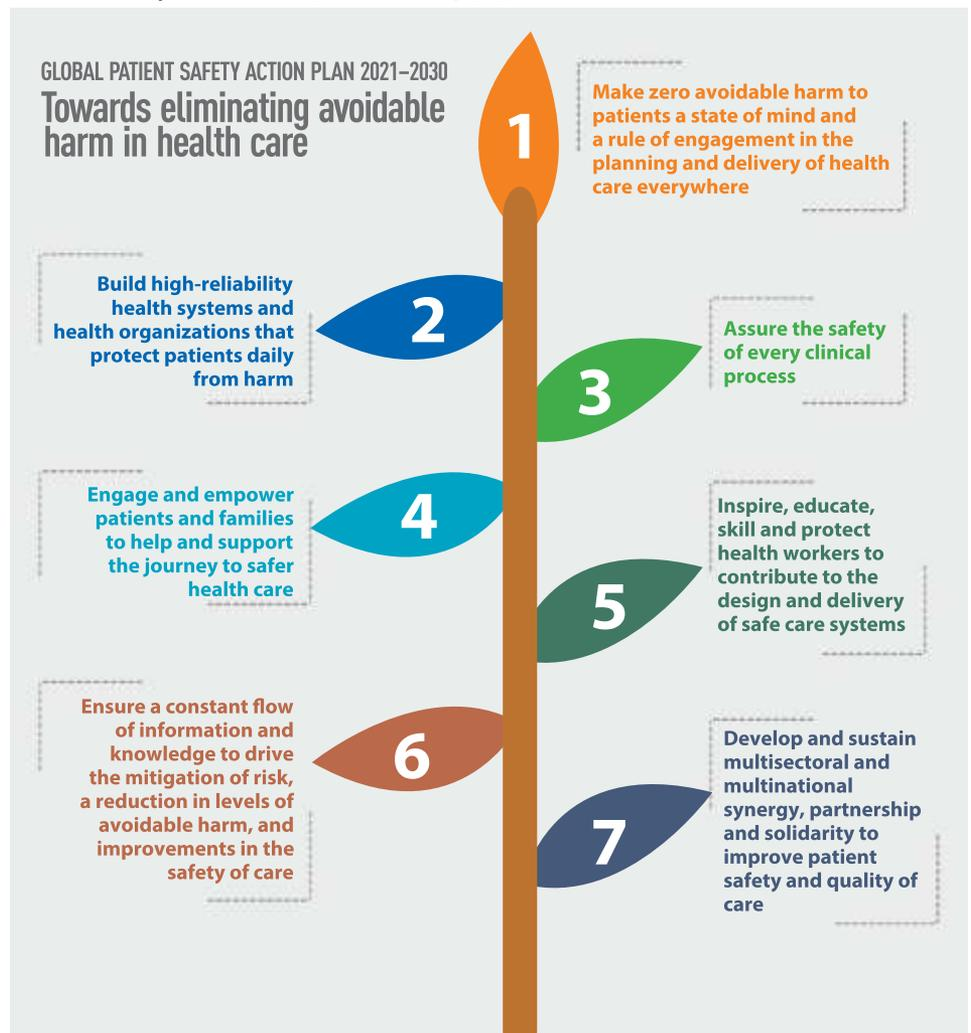 GLOBAL PATIENT SAFETY ACTION PLAN 2021–2030
Towards eliminating avoidable
harm in health care
1
Make zero avoidable harm to
patients a state of mind and
a rule of engagement in the
planning and delivery of health
care everywhere
2
Build high-reliability
health systems and
health organizations that
protect patients daily
from harm
3
Assure the safety
of every clinical
process
4
Engage and empower
patients and families
to help and support
the journey to safer
health care
5
Inspire, educate,
skill and protect
health workers to
contribute to the
design and delivery
of safe care systems
6
Ensure a constant flow
of information and
knowledge to drive
the mitigation of risk,
a reduction in levels of
avoidable harm, and
improvements in the
safety of care
7
Develop and sustain
multisectoral and
multinational
synergy, partnership
and solidarity to
improve patient
safety and quality of
care